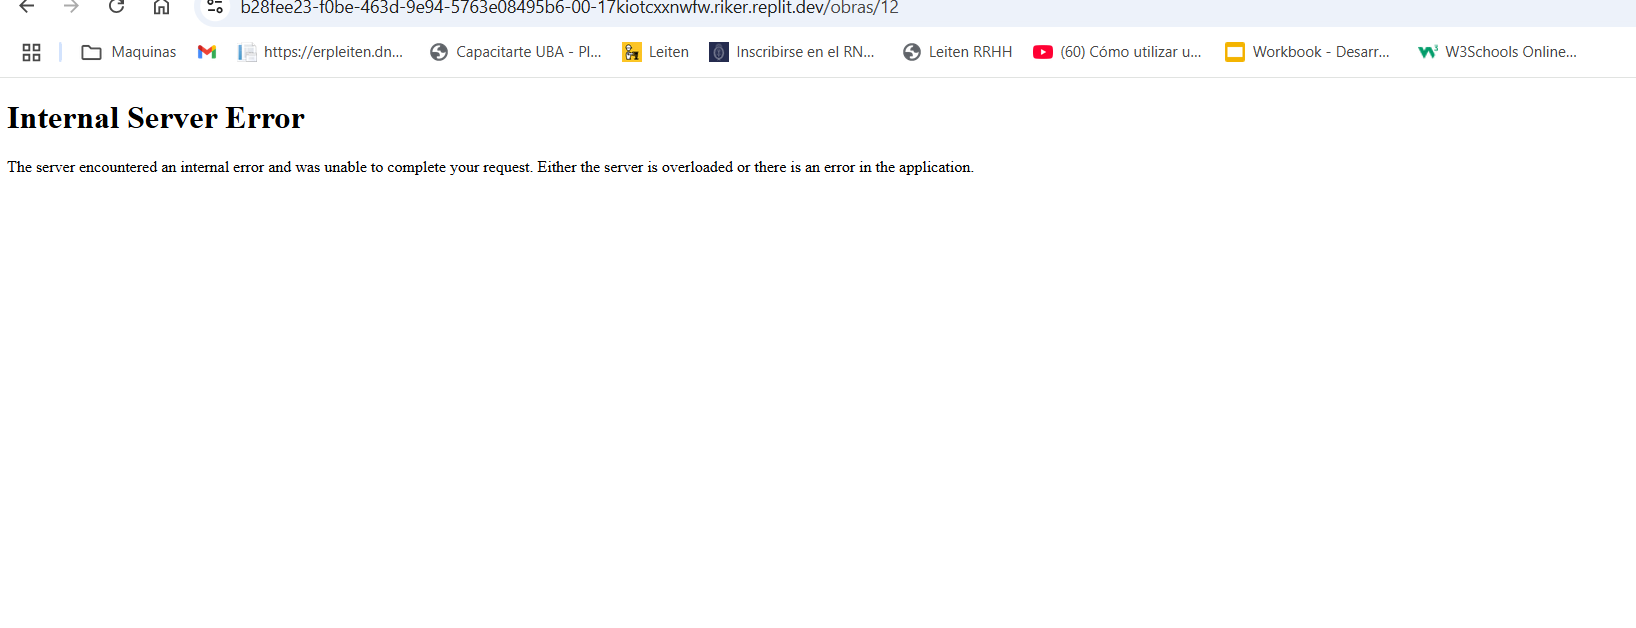 b28fee23-f0be-463d-9e94-5763e08495b6-00-17kiotcxxnwfw.riker.replit.dev/obras/12
Maquinas https://erpleiten.dn... Capacitarte UBA - Pl... Leiten Inscribirse en el RN... Leiten RRHH (60) Cómo utilizar u... Workbook - Desarr... W3Schools Online...
Internal Server Error
The server encountered an internal error and was unable to complete your request. Either the server is overloaded or there is an error in the application.